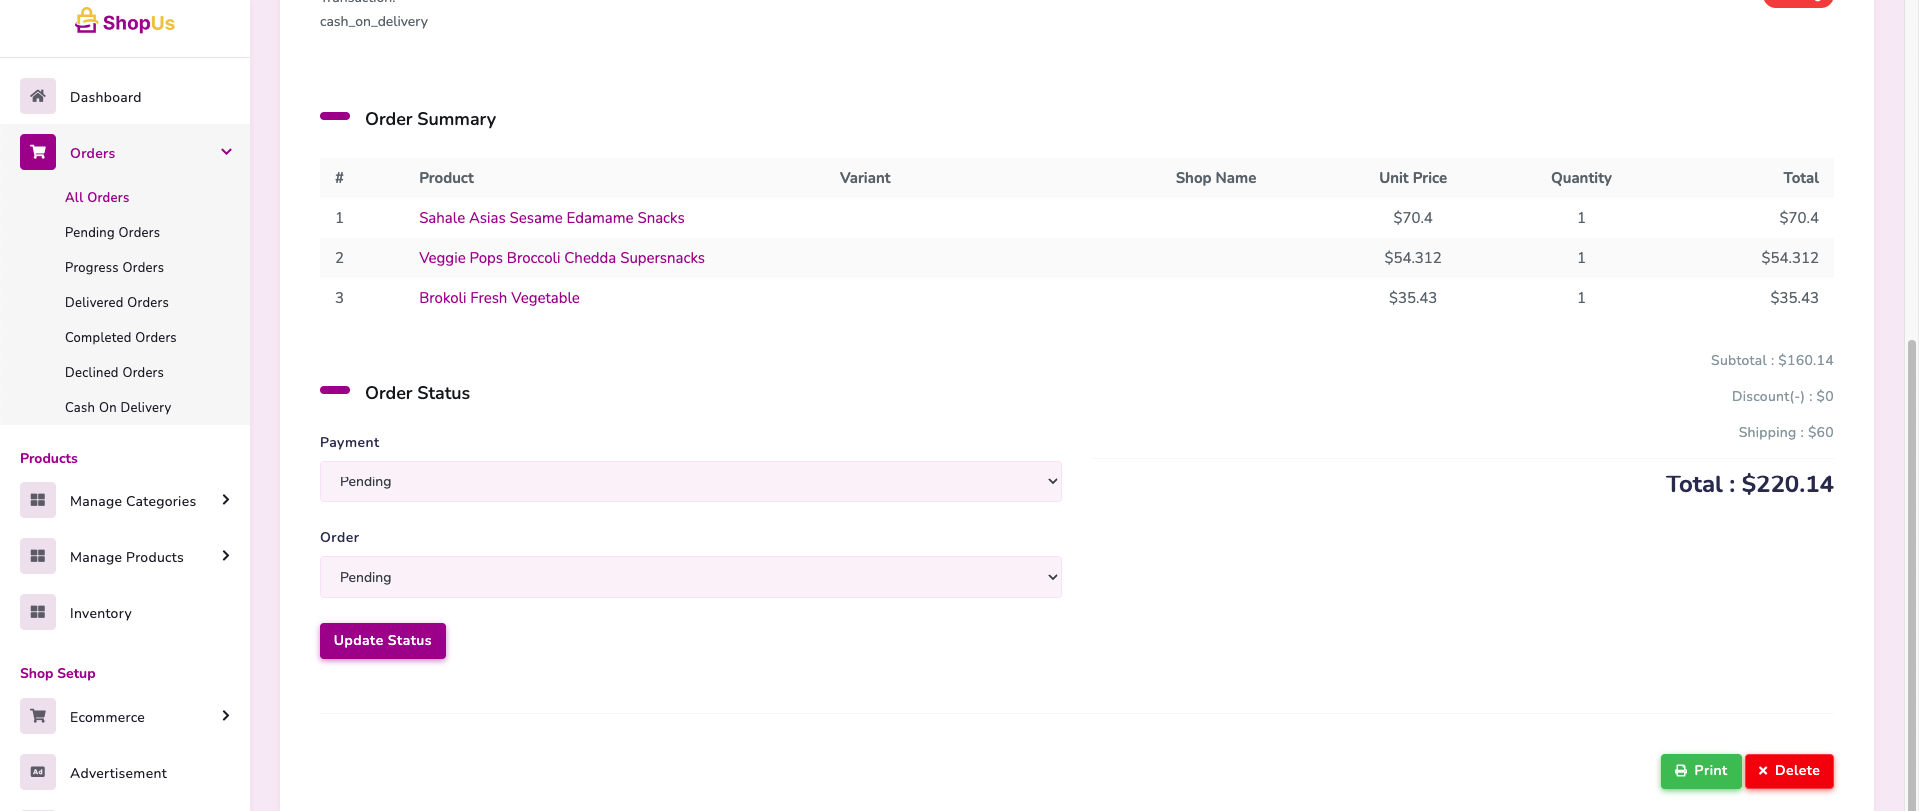 ShopUs
Dashboard
Orders
All Orders
Pending Orders
Progress Orders
Delivered Orders
Completed Orders
Declined Orders
Cash On Delivery
Products
Manage Categories
Manage Products
Inventory
Shop Setup
Ecommerce
Ad Advertisement
cash_on_delivery
Order Summary
# Product Variant Shop Name Unit Price Quantity Total
1 Sahale Asias Sesame Edamame Snacks $70.4 1 $70.4
2 Veggie Pops Broccoli Chedda Supersnacks $54.312 1 $54.312
3 Brokoli Fresh Vegetable $35.43 1 $35.43
Order Status
Payment
Pending
Order
Pending
Update Status
Subtotal : $160.14
Discount(-) : $0
Shipping : $60
Total : $220.14
Print Delete